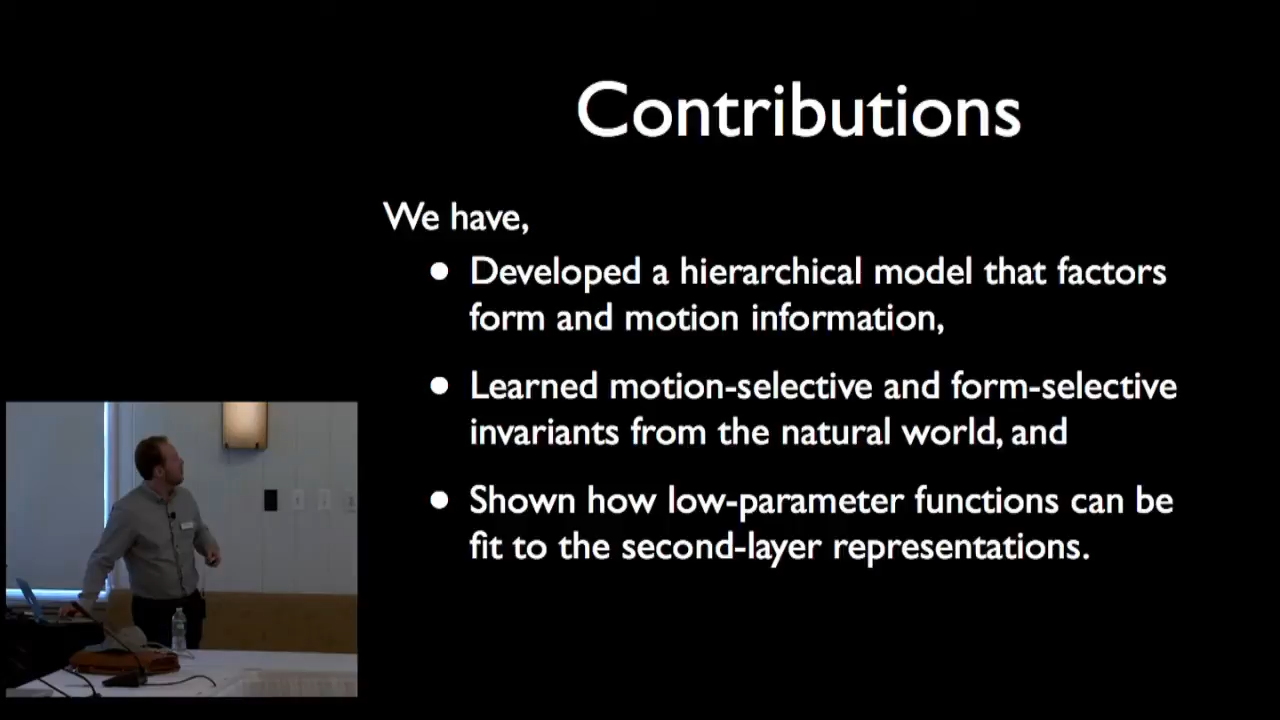 Contributions
We have,
● Developed a hierarchical model that factors
form and motion information,
● Learned motion-selective and form-selective
invariants from the natural world, and
● Shown how low-parameter functions can be
fit to the second-layer representations.